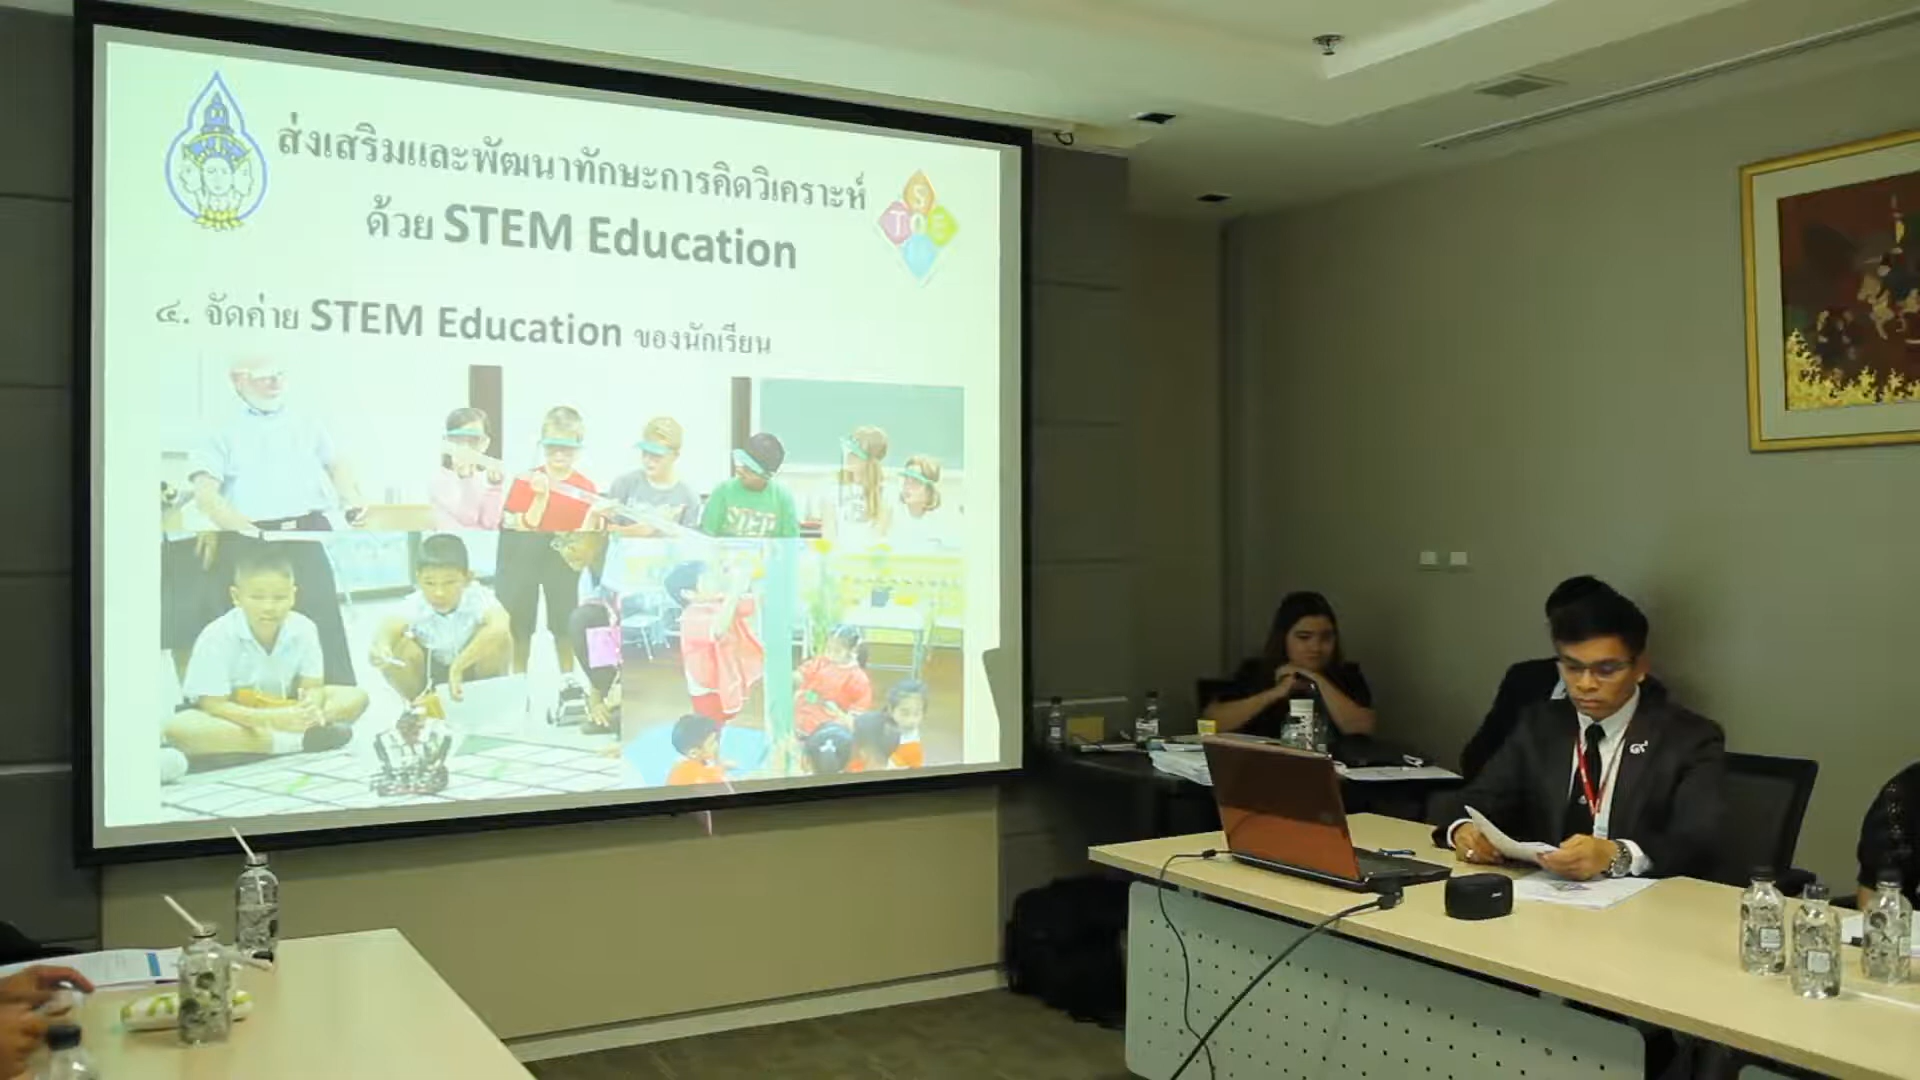 ส่งเสริมและพัฒนาทักษะการคิดวิเคราะห์
ด้วย STEM Education
S
T O E
๔. จัดค่าย STEM Education ของนักเรียน